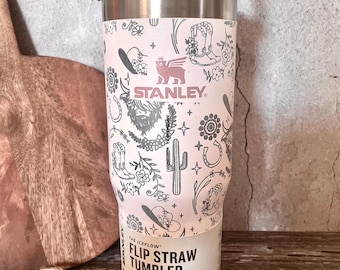 STANLEY
THE ICEFLOW
FLIP STRAW
TUMBLER